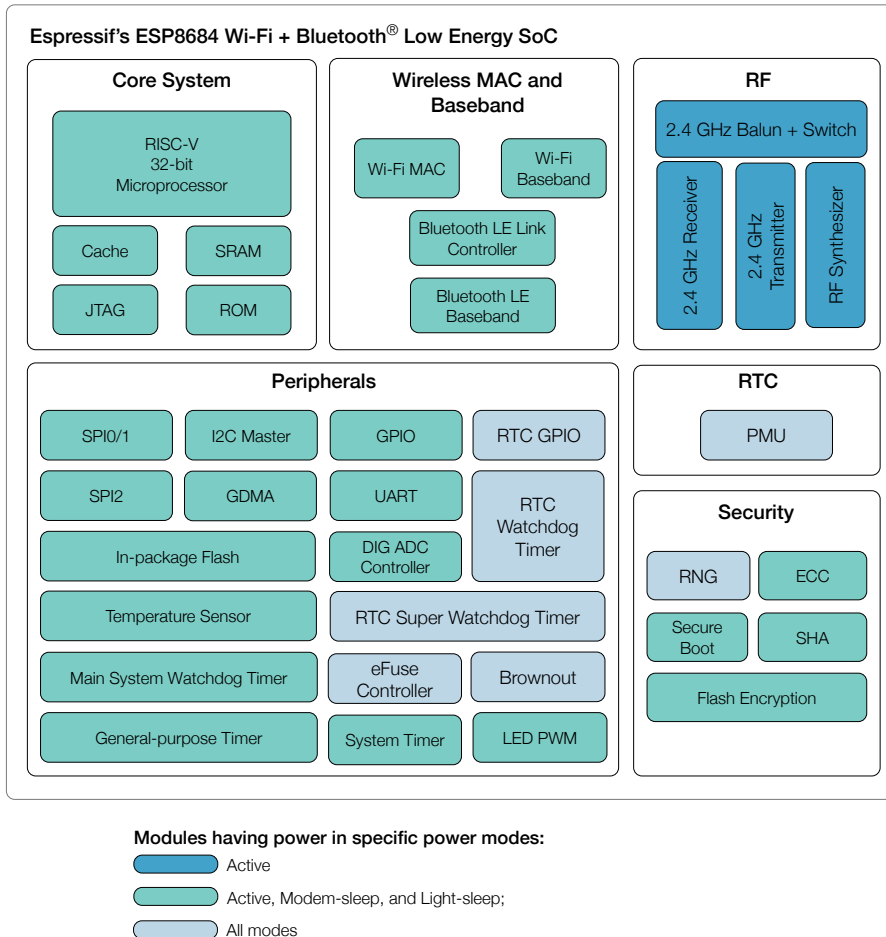 Espressif's ESP8684 Wi-Fi + Bluetooth® Low Energy SoC
Core System
RISC-V
32-bit
Microprocessor
Cache
SRAM
JTAG
ROM
Wireless MAC and
Baseband
Wi-Fi MAC
Wi-Fi
Baseband
Bluetooth LE Link
Controller
Bluetooth LE
Baseband
RF
2.4 GHz Balun + Switch
2.4 GHz Receiver
2.4 GHz
Transmitter
RF Synthesizer
Peripherals
SPI0/1
I2C Master
GPIO
RTC GPIO
SPI2
GDMA
UART
RTC
Watchdog
Timer
In-package Flash
DIG ADC
Controller
Temperature Sensor
RTC Super Watchdog Timer
Main System Watchdog Timer
eFuse
Controller
Brownout
General-purpose Timer
System Timer
LED PWM
RTC
PMU
Security
RNG
ECC
Secure
Boot
SHA
Flash Encryption
Modules having power in specific power modes:
Active
Active, Modem-sleep, and Light-sleep;
All modes